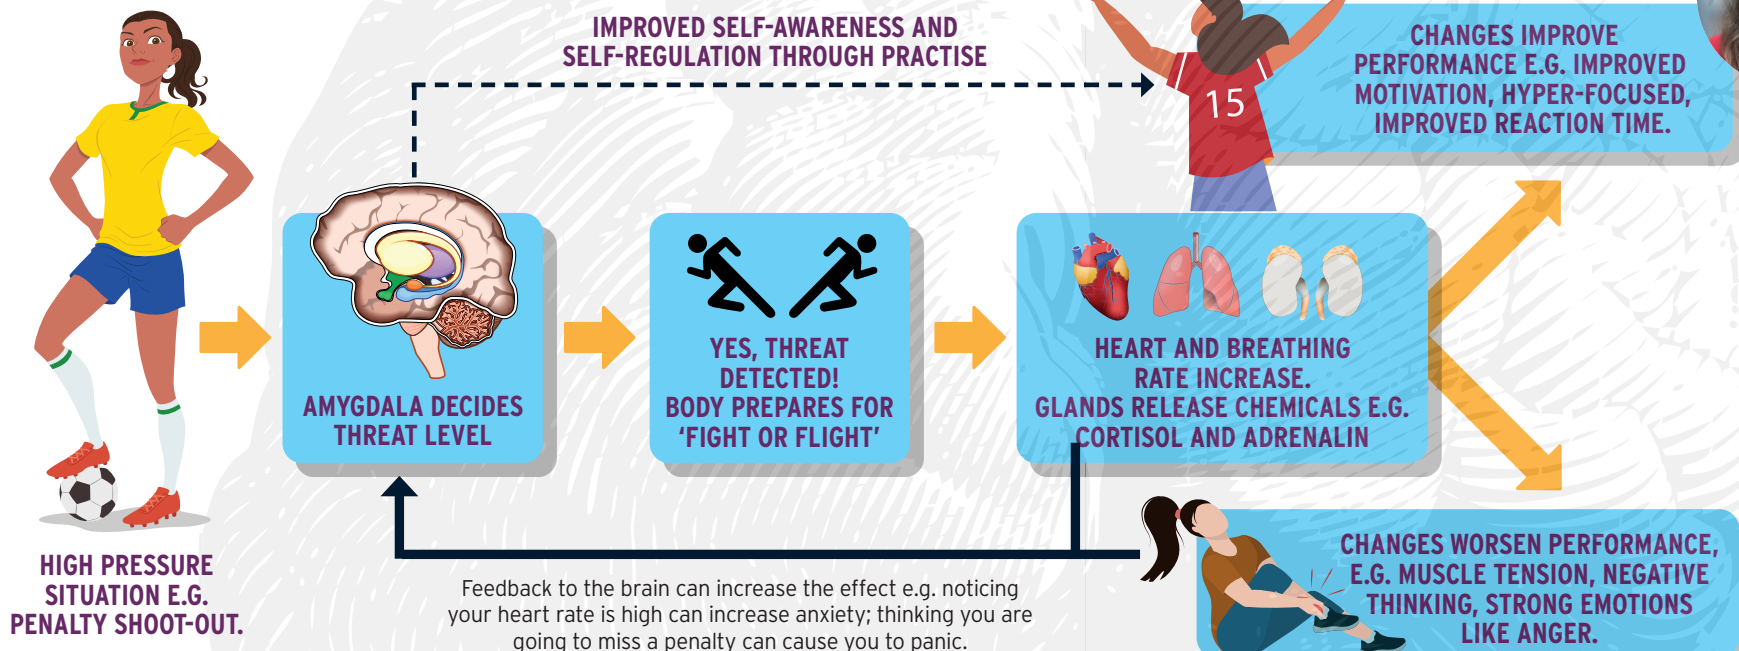 IMPROVED SELF-AWARENESS AND
SELF-REGULATION THROUGH PRACTISE
15
CHANGES IMPROVE
PERFORMANCE E.G. IMPROVED
MOTIVATION, HYPER-FOCUSED,
IMPROVED REACTION TIME.
HIGH PRESSURE
SITUATION E.G.
PENALTY SHOOT-OUT.
AMYGDALA DECIDES
THREAT LEVEL
YES, THREAT
DETECTED!
BODY PREPARES FOR
‘FIGHT OR FLIGHT’
HEART AND BREATHING
RATE INCREASE.
GLANDS RELEASE CHEMICALS E.G.
CORTISOL AND ADRENALIN
Feedback to the brain can increase the effect e.g. noticing
your heart rate is high can increase anxiety; thinking you are
going to miss a penalty can cause you to panic.
CHANGES WORSEN PERFORMANCE,
E.G. MUSCLE TENSION, NEGATIVE
THINKING, STRONG EMOTIONS
LIKE ANGER.